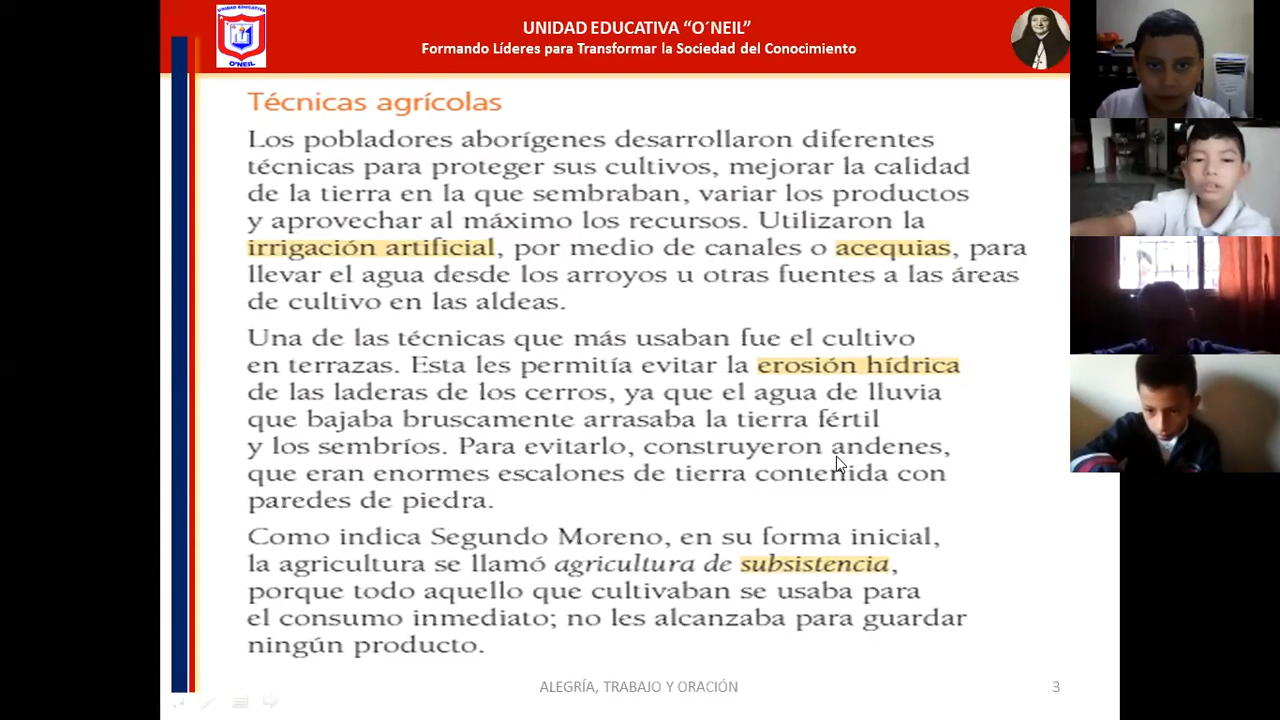 UNIDAD EDUCATIVA
O'NEIL
UNIDAD EDUCATIVA “O´NEIL”
Formando Líderes para Transformar la Sociedad del Conocimiento
Técnicas agrícolas
Los pobladores aborígenes desarrollaron diferentes
técnicas para proteger sus cultivos, mejorar la calidad
de la tierra en la que sembraban, variar los productos
y aprovechar al máximo los recursos. Utilizaron la
irrigación artificial, por medio de canales o acequias, para
llevar el agua desde los arroyos u otras fuentes a las áreas
de cultivo en las aldeas.
Una de las técnicas que más usaban fue el cultivo
en terrazas. Esta les permitía evitar la erosión hídrica
de las laderas de los cerros, ya que el agua de lluvia
que bajaba bruscamente arrasaba la tierra fértil
y los sembríos. Para evitarlo, construyeron andenes,
que eran enormes escalones de tierra contenida con
paredes de piedra.
Como indica Segundo Moreno, en su forma inicial,
la agricultura se llamó agricultura de subsistencia,
porque todo aquello que cultivaban se usaba para
el consumo inmediato; no les alcanzaba para guardar
ningún producto.
ALEGRÍA, TRABAJO Y ORACIÓN
3